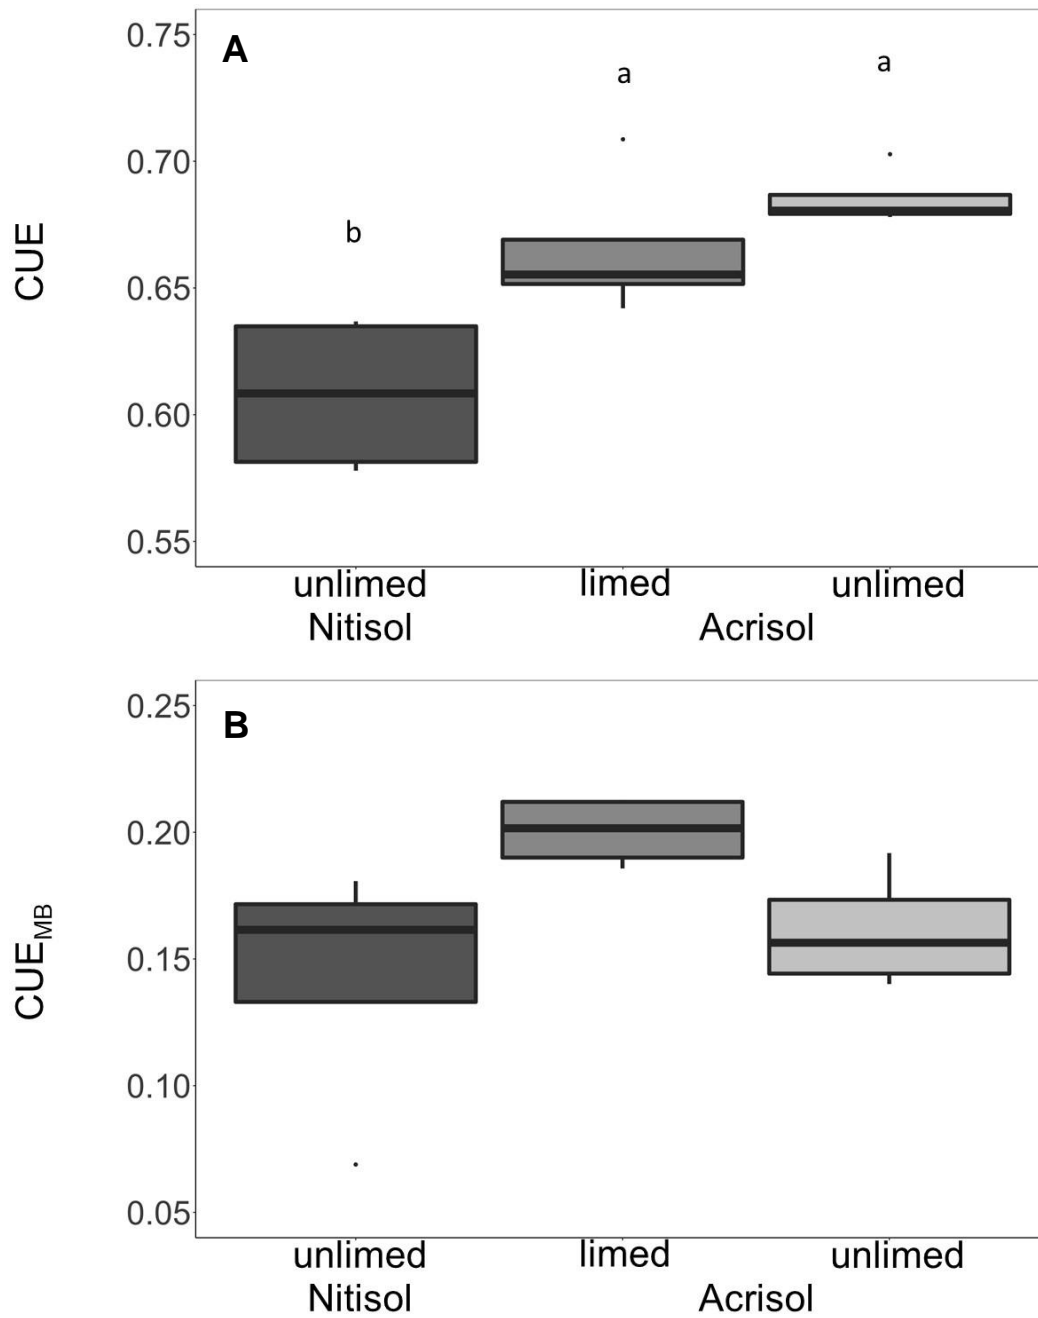 A
0.75
0.70
0.65
0.60
0.55
CUE
b
a
a
unlimed
limed
unlimed
Nitisol
Acrisol
B
0.25
0.20
0.15
0.10
0.05
CUE_MB
unlimed
limed
unlimed
Nitisol
Acrisol